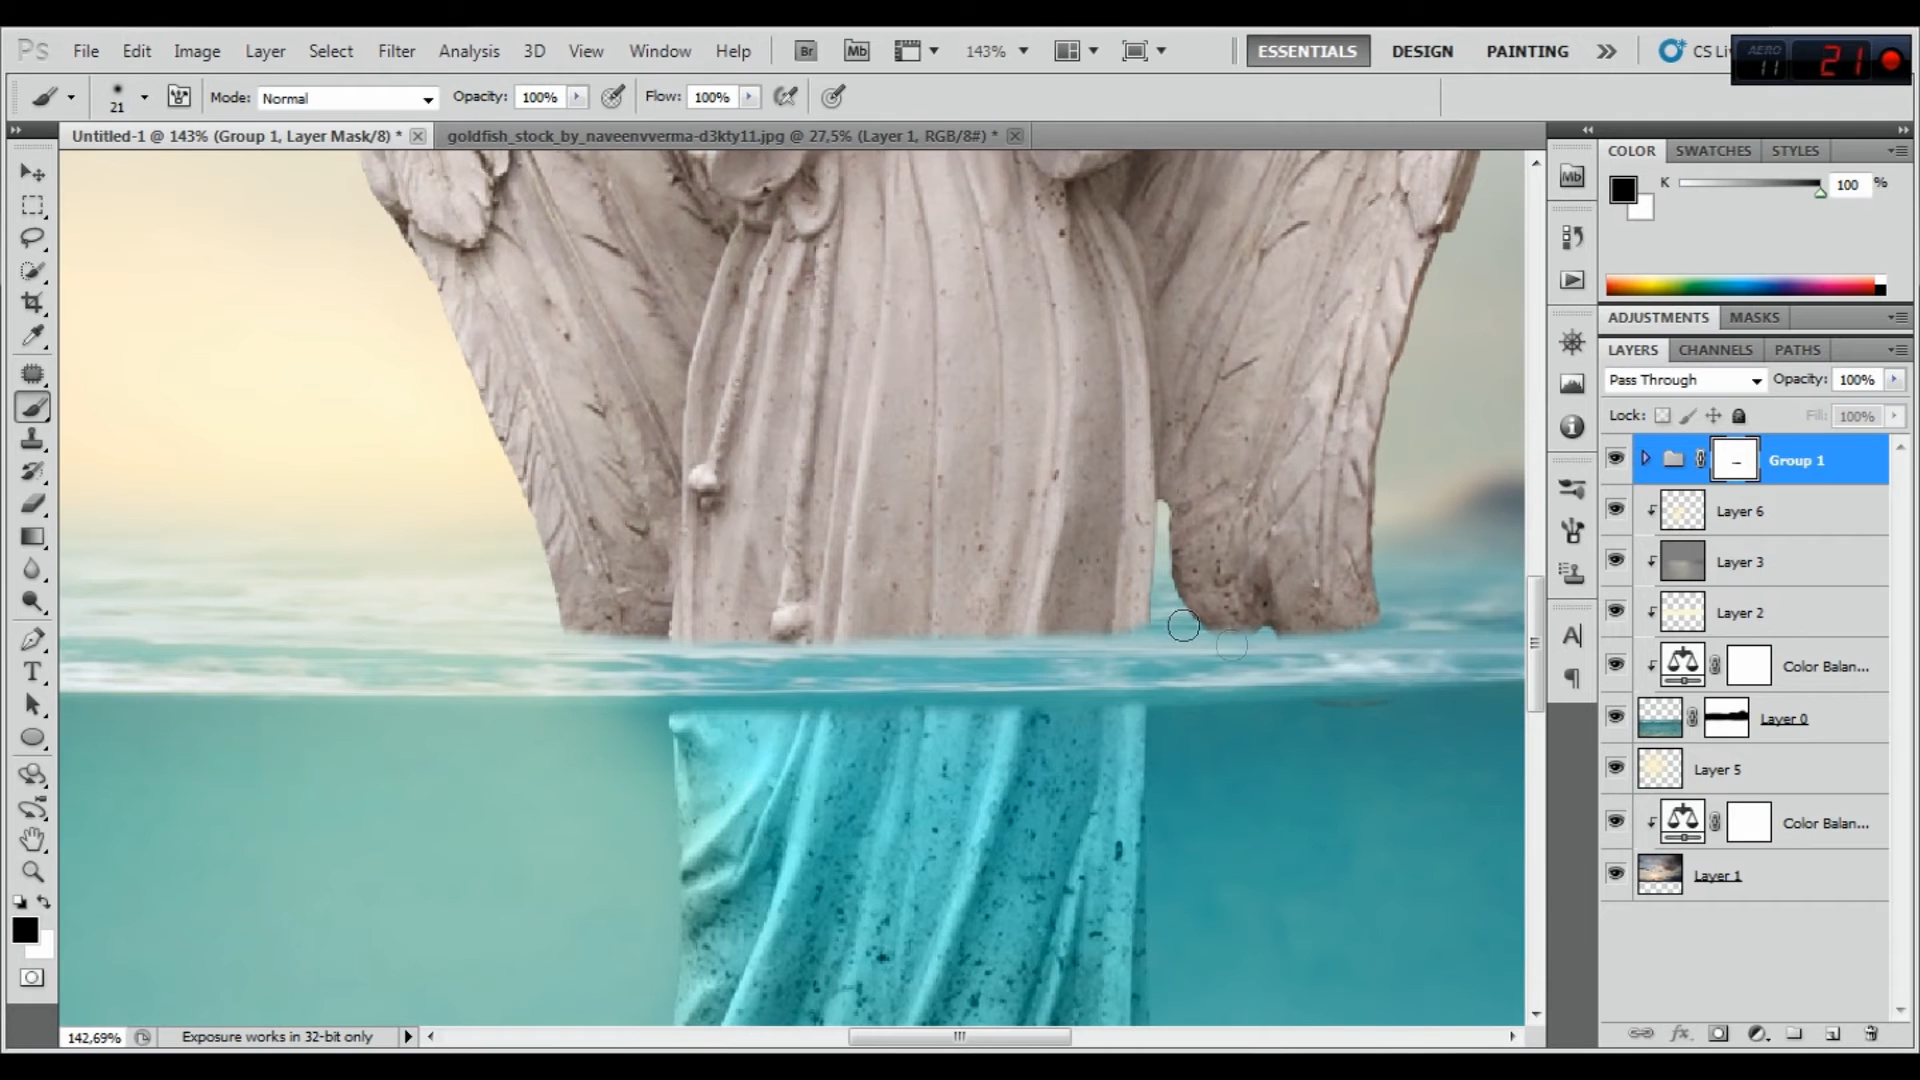 Ps File Edit Image Layer Select Filter Analysis 3D View Window Help Br Mb 143% ESSENTIALS DESIGN PAINTING CS Li
AERO 11 21
21 Mode: Normal Opacity: 100% Flow: 100%
Untitled-1 @ 143% (Group 1, Layer Mask/8) * goldfish_stock_by_naveenvverma-d3kty11.jpg @ 27,5% (Layer 1, RGB/8#) *
COLOR SWATCHES STYLES
Mb
K 100 %
ADJUSTMENTS MASKS
LAYERS CHANNELS PATHS
Pass Through Opacity: 100%
Lock: Fill: 100%
Group 1
Layer 6
Layer 3
Layer 2
Color Balan...
Layer 0
Layer 5
Color Balan...
Layer 1
T
A
fx
142,69% Exposure works in 32-bit only